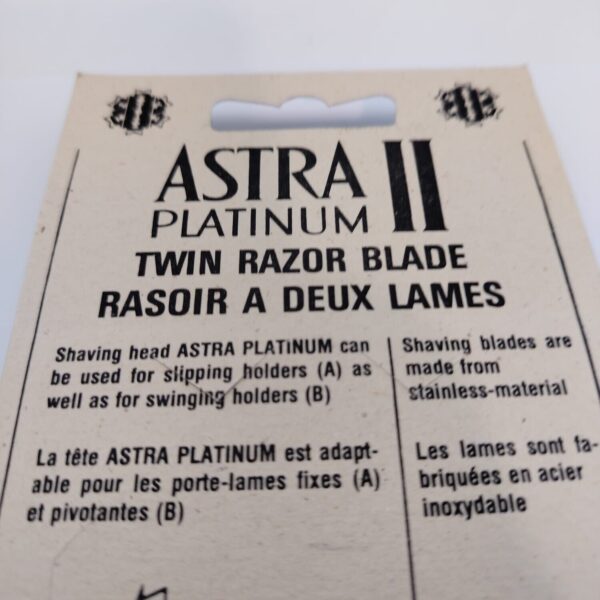 ASTRA II
PLATINUM
TWIN RAZOR BLADE
RASOIR A DEUX LAMES
Shaving head ASTRA PLATINUM can
be used for slipping holders (A) as
well as for swinging holders (B)
La tête ASTRA PLATINUM est adapt-
able pour les porte-lames fixes (A)
et pivotantes (B)
Shaving blades are
made from
stainless-material
Les lames sont fa-
briquées en acier
inoxydable